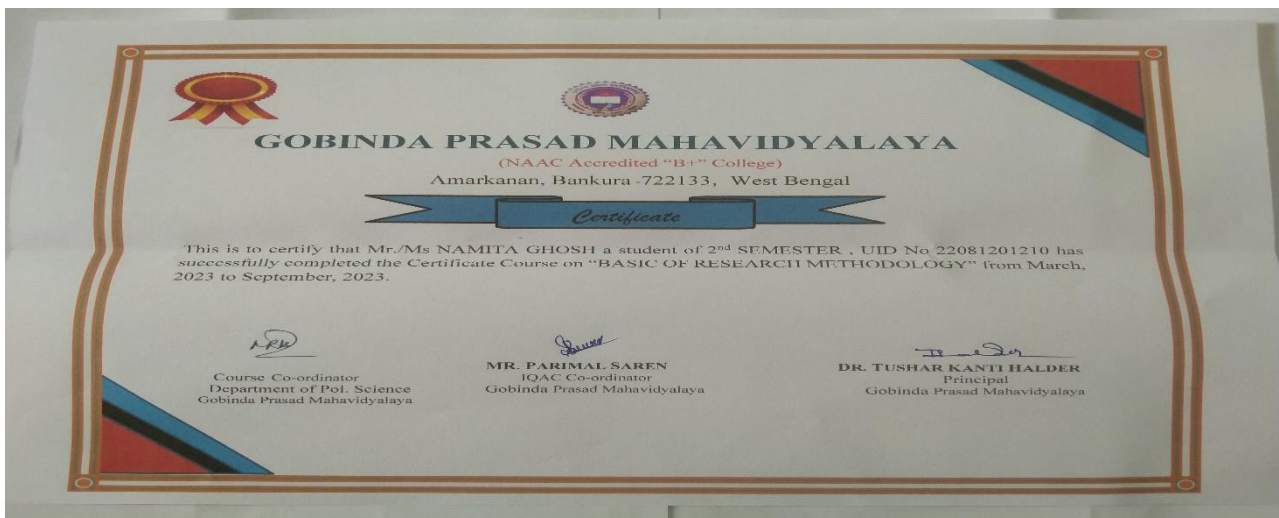 GOBINDA PRASAD MAHAVIDYALAYA
(NAAC Accredited "B+" College)
Amarkanan, Bankura -722133, West Bengal
Certificate
This is to certify that Mr./Ms NAMITA GHOSH a student of 2nd SEMESTER , UID No 22081201210 has
successfully completed the Certificate Course on "BASIC OF RESEARCH METHODOLOGY" from March,
2023 to September, 2023.
Course Co-ordinator
Department of Pol. Science
Gobinda Prasad Mahavidyalaya
MR. PARIMAL SAREN
IQAC Co-ordinator
Gobinda Prasad Mahavidyalaya
DR. TUSHAR KANTI HALDER
Principal
Gobinda Prasad Mahavidyalaya